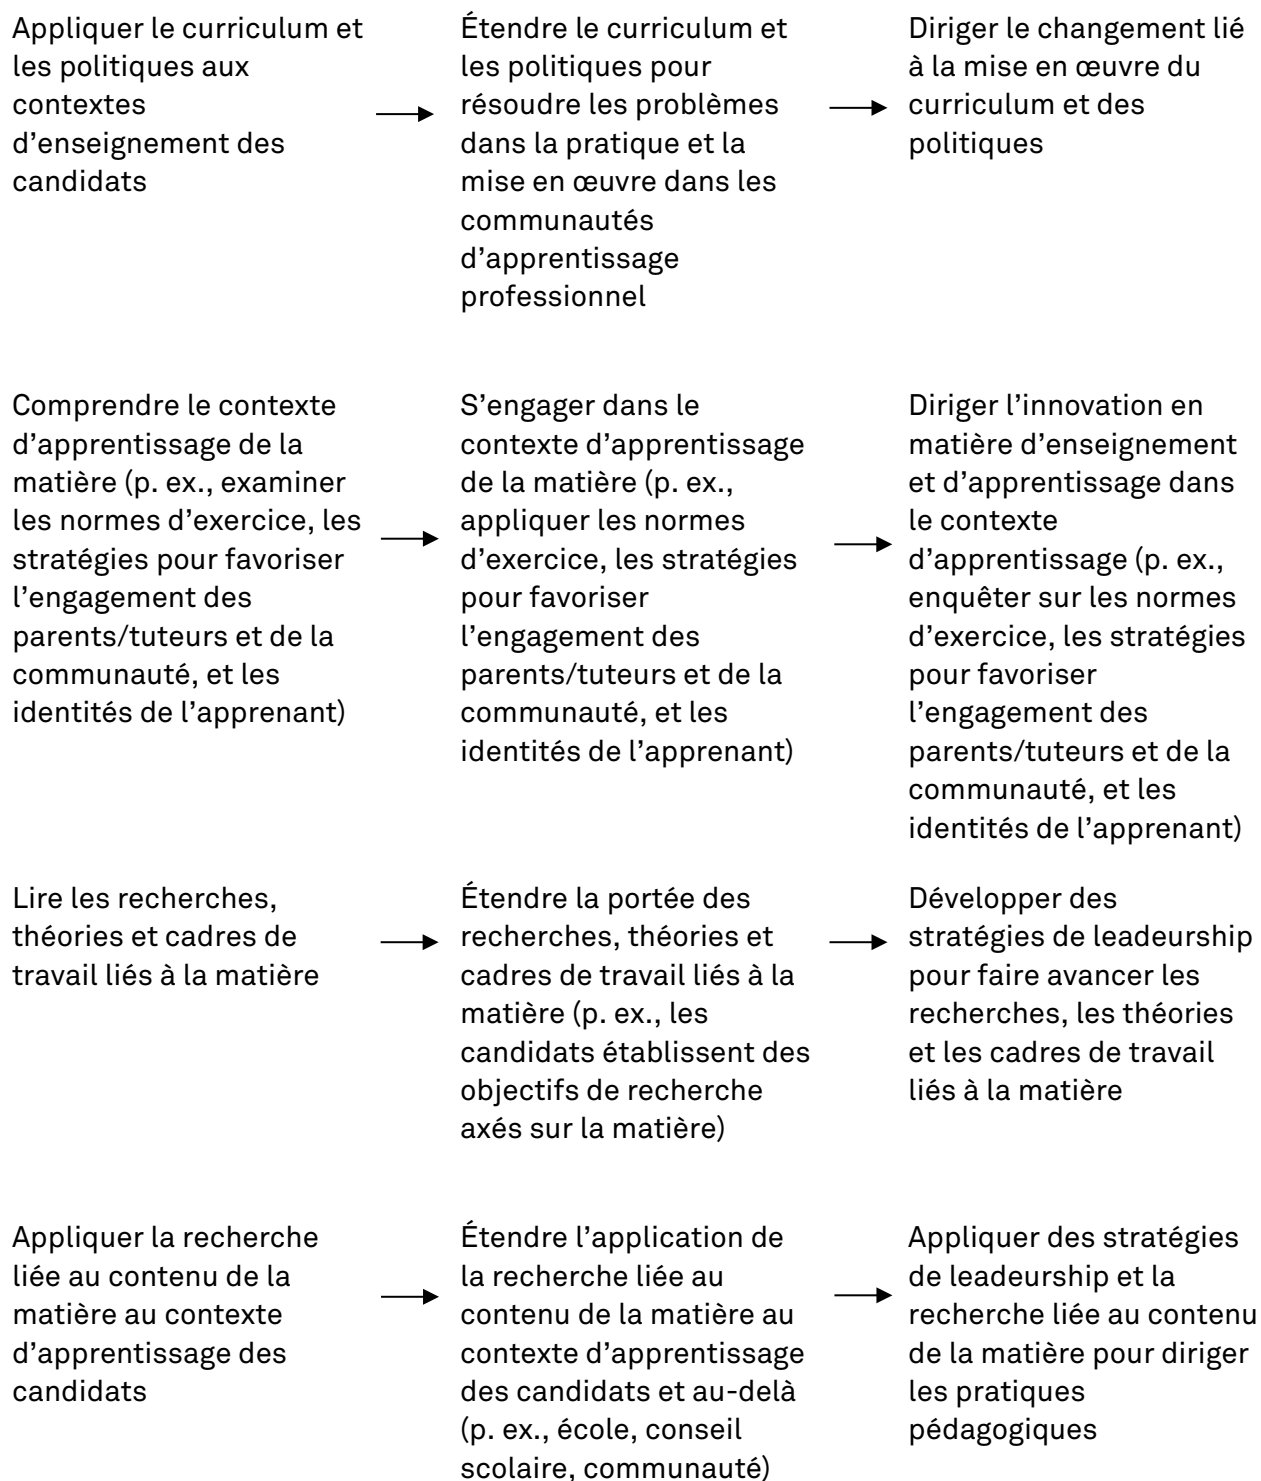 Appliquer le curriculum et
les politiques aux
contextes
d’enseignement des
candidats
Étendre le curriculum et
les politiques pour
résoudre les problèmes
dans la pratique et la
mise en œuvre dans les
communautés
d’apprentissage
professionnel
Diriger le changement lié
à la mise en œuvre du
curriculum et des
politiques
Comprendre le contexte
d’apprentissage de la
matière (p. ex., examiner
les normes d’exercice, les
stratégies pour favoriser
l’engagement des
parents/tuteurs et de la
communauté, et les
identités de l’apprenant)
S’engager dans le
contexte d’apprentissage
de la matière (p. ex.,
appliquer les normes
d’exercice, les stratégies
pour favoriser
l’engagement des
parents/tuteurs et de la
communauté, et les
identités de l’apprenant)
Diriger l’innovation en
matière d’enseignement
et d’apprentissage dans
le contexte
d’apprentissage (p. ex.,
enquêter sur les normes
d’exercice, les stratégies
pour favoriser
l’engagement des
parents/tuteurs et de la
communauté, et les
identités de l’apprenant)
Lire les recherches,
théories et cadres de
travail liés à la matière
Étendre la portée des
recherches, théories et
cadres de travail liés à la
matière (p. ex., les
candidats établissent des
objectifs de recherche
axés sur la matière)
Développer des
stratégies de leadeurship
pour faire avancer les
recherches, les théories
et les cadres de travail
liés à la matière
Appliquer la recherche
liée au contenu de la
matière au contexte
d’apprentissage des
candidats
Étendre l’application de
la recherche liée au
contenu de la matière au
contexte d’apprentissage
des candidats et au-delà
(p. ex., école, conseil
scolaire, communauté)
Appliquer des stratégies
de leadeurship et la
recherche liée au contenu
de la matière pour diriger
les pratiques
pédagogiques